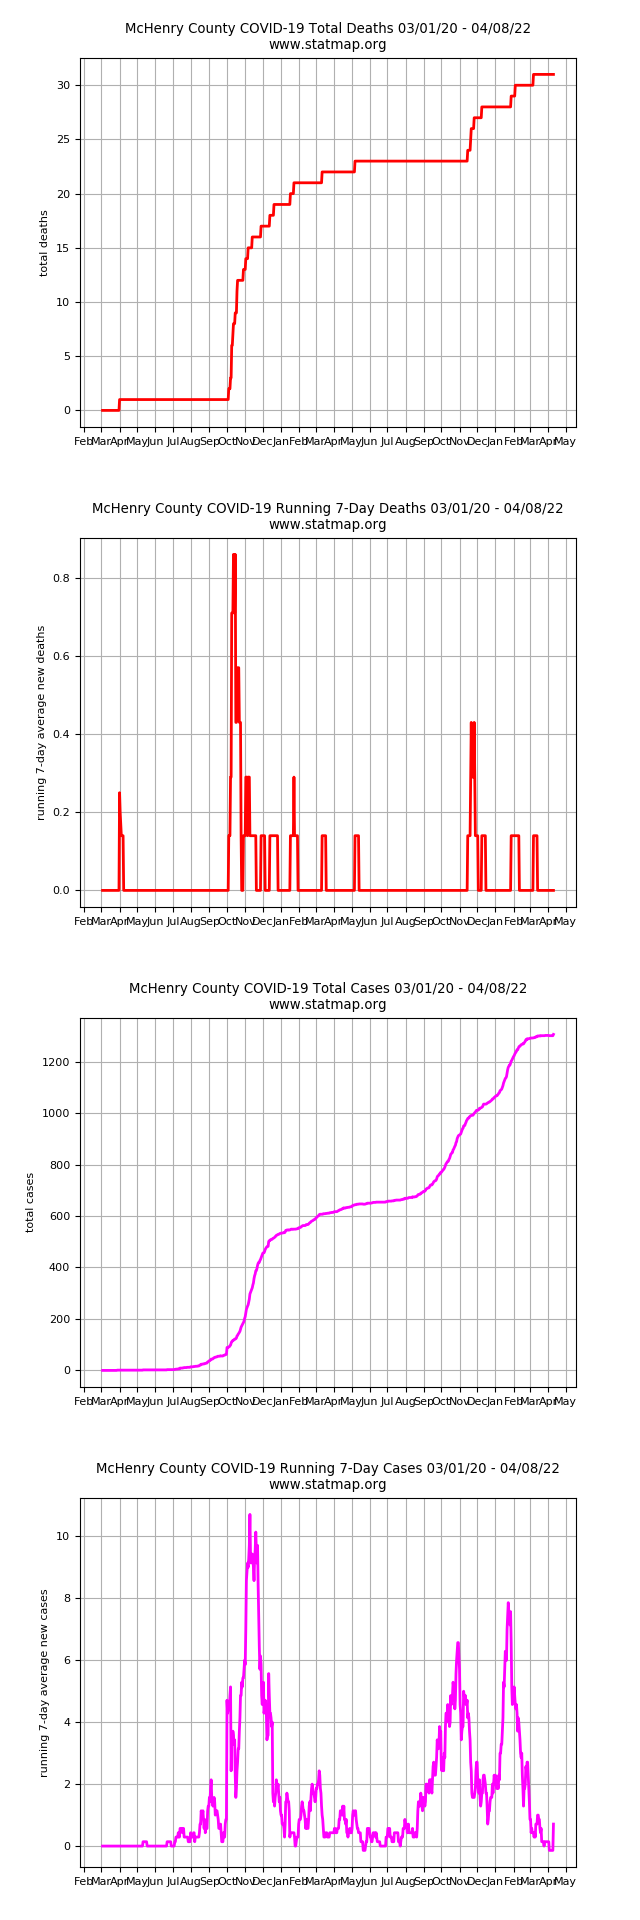 McHenry County COVID-19 Total Deaths 03/01/20 - 04/08/22
www.statmap.org
total deaths
30
25
20
15
10
5
0
Feb Mar Apr May Jun Jul Aug Sep Oct Nov Dec Jan Feb Mar Apr May Jun Jul Aug Sep Oct Nov Dec Jan Feb Mar Apr May
McHenry County COVID-19 Running 7-Day Deaths 03/01/20 - 04/08/22
www.statmap.org
running 7-day average new deaths
0.8
0.6
0.4
0.2
0.0
Feb Mar Apr May Jun Jul Aug Sep Oct Nov Dec Jan Feb Mar Apr May Jun Jul Aug Sep Oct Nov Dec Jan Feb Mar Apr May
McHenry County COVID-19 Total Cases 03/01/20 - 04/08/22
www.statmap.org
total cases
1200
1000
800
600
400
200
0
Feb Mar Apr May Jun Jul Aug Sep Oct Nov Dec Jan Feb Mar Apr May Jun Jul Aug Sep Oct Nov Dec Jan Feb Mar Apr May
McHenry County COVID-19 Running 7-Day Cases 03/01/20 - 04/08/22
www.statmap.org
running 7-day average new cases
10
8
6
4
2
0
Feb Mar Apr May Jun Jul Aug Sep Oct Nov Dec Jan Feb Mar Apr May Jun Jul Aug Sep Oct Nov Dec Jan Feb Mar Apr May